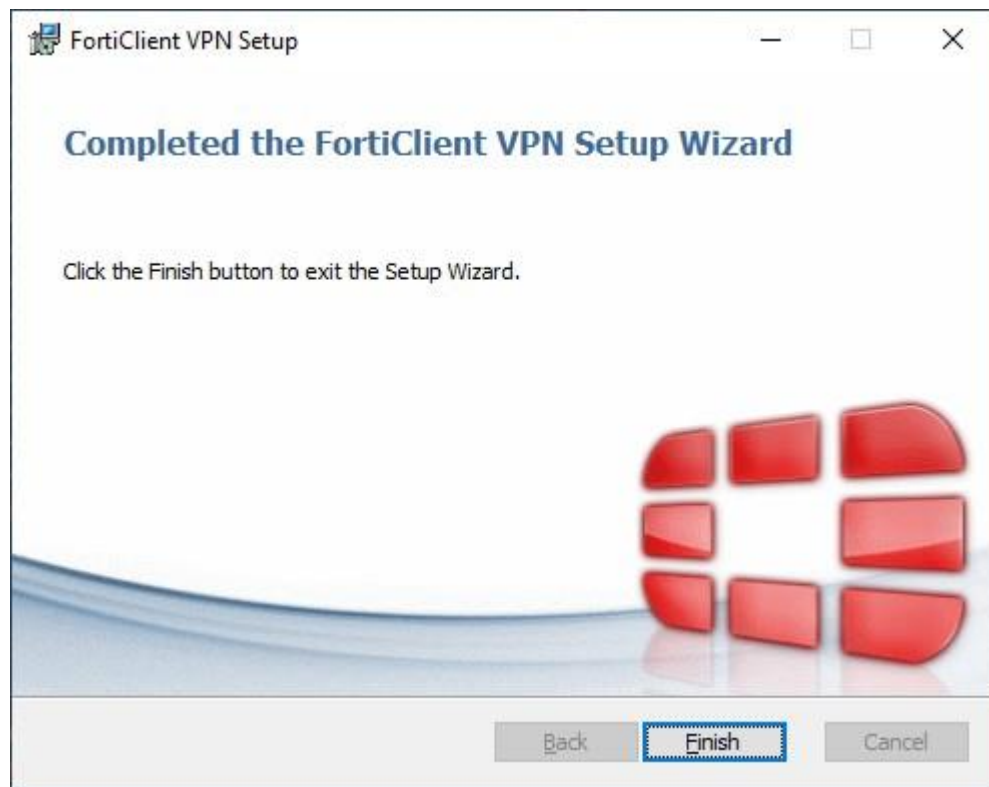 FortiClient VPN Setup
Completed the FortiClient VPN Setup Wizard
Click the Finish button to exit the Setup Wizard.
Back Finish Cancel